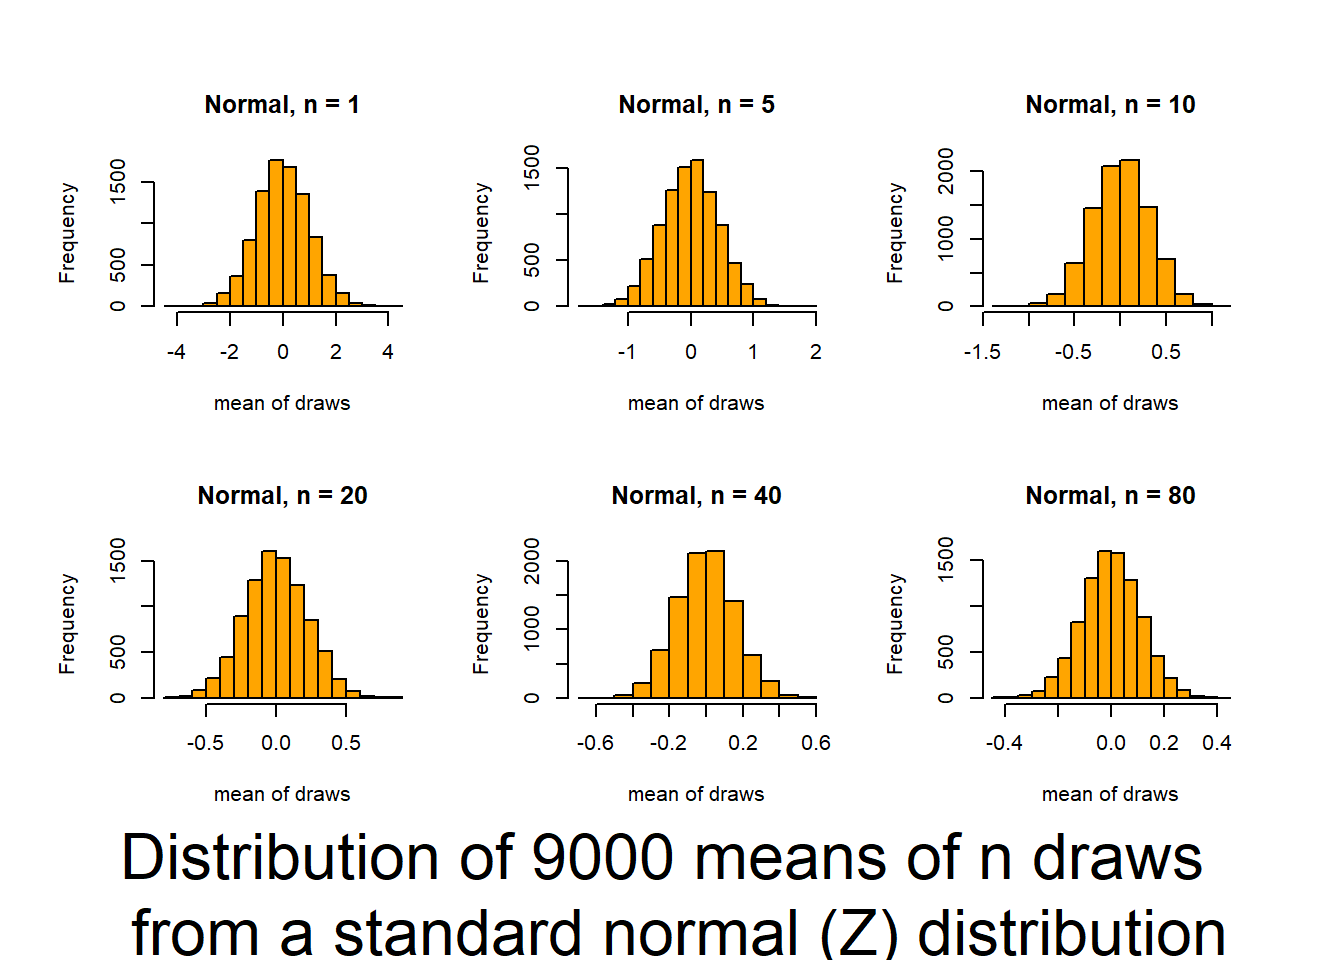 Normal, n = 1
Frequency
0 500 1500
-4 -2 0 2 4
mean of draws
Normal, n = 5
Frequency
0 500 1500
-1 0 1 2
mean of draws
Normal, n = 10
Frequency
0 1000 2000
-1.5 -0.5 0.5
mean of draws
Normal, n = 20
Frequency
0 500 1500
-0.5 0.0 0.5
mean of draws
Normal, n = 40
Frequency
0 1000 2000
-0.6 -0.2 0.2 0.6
mean of draws
Normal, n = 80
Frequency
0 500 1500
-0.4 0.0 0.2 0.4
mean of draws
Distribution of 9000 means of n draws
from a standard normal (Z) distribution